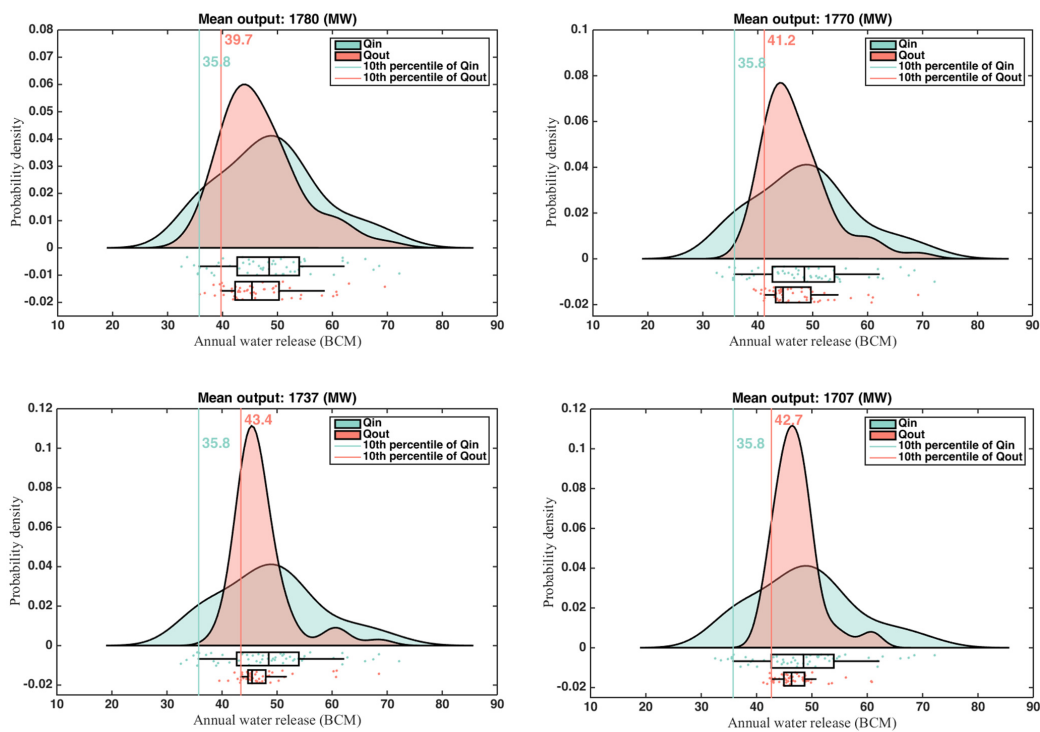 Mean output: 1780 (MW)
0.08
0.07
0.06
0.05
0.04
0.03
0.02
0.01
0
-0.01
-0.02
Probability density
39.7
35.8
Qin
Qout
10th percentile of Qin
10th percentile of Qout
10 20 30 40 50 60 70 80 90
Annual water release (BCM)
Mean output: 1770 (MW)
0.1
0.08
0.06
0.04
0.02
0
-0.02
Probability density
41.2
35.8
Qin
Qout
10th percentile of Qin
10th percentile of Qout
10 20 30 40 50 60 70 80 90
Annual water release (BCM)
Mean output: 1737 (MW)
0.12
0.1
0.08
0.06
0.04
0.02
0
-0.02
Probability density
43.4
35.8
Qin
Qout
10th percentile of Qin
10th percentile of Qout
10 20 30 40 50 60 70 80 90
Annual water release (BCM)
Mean output: 1707 (MW)
0.12
0.1
0.08
0.06
0.04
0.02
0
-0.02
Probability density
42.7
35.8
Qin
Qout
10th percentile of Qin
10th percentile of Qout
10 20 30 40 50 60 70 80 90
Annual water release (BCM)